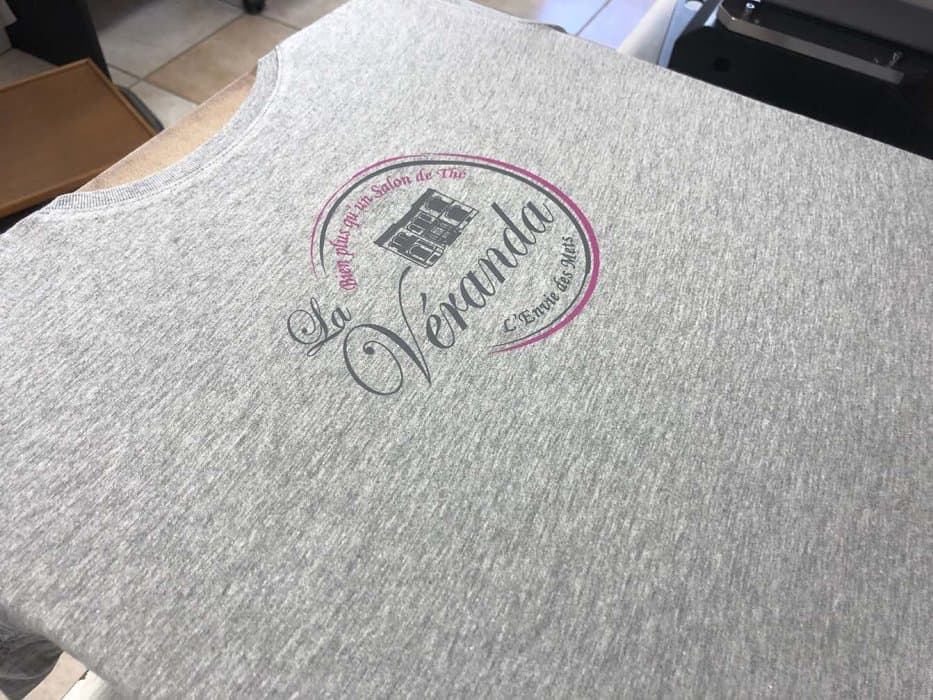 Bien plus qu'un Salon de Thé
La
Véranda
L'Envie des Mets